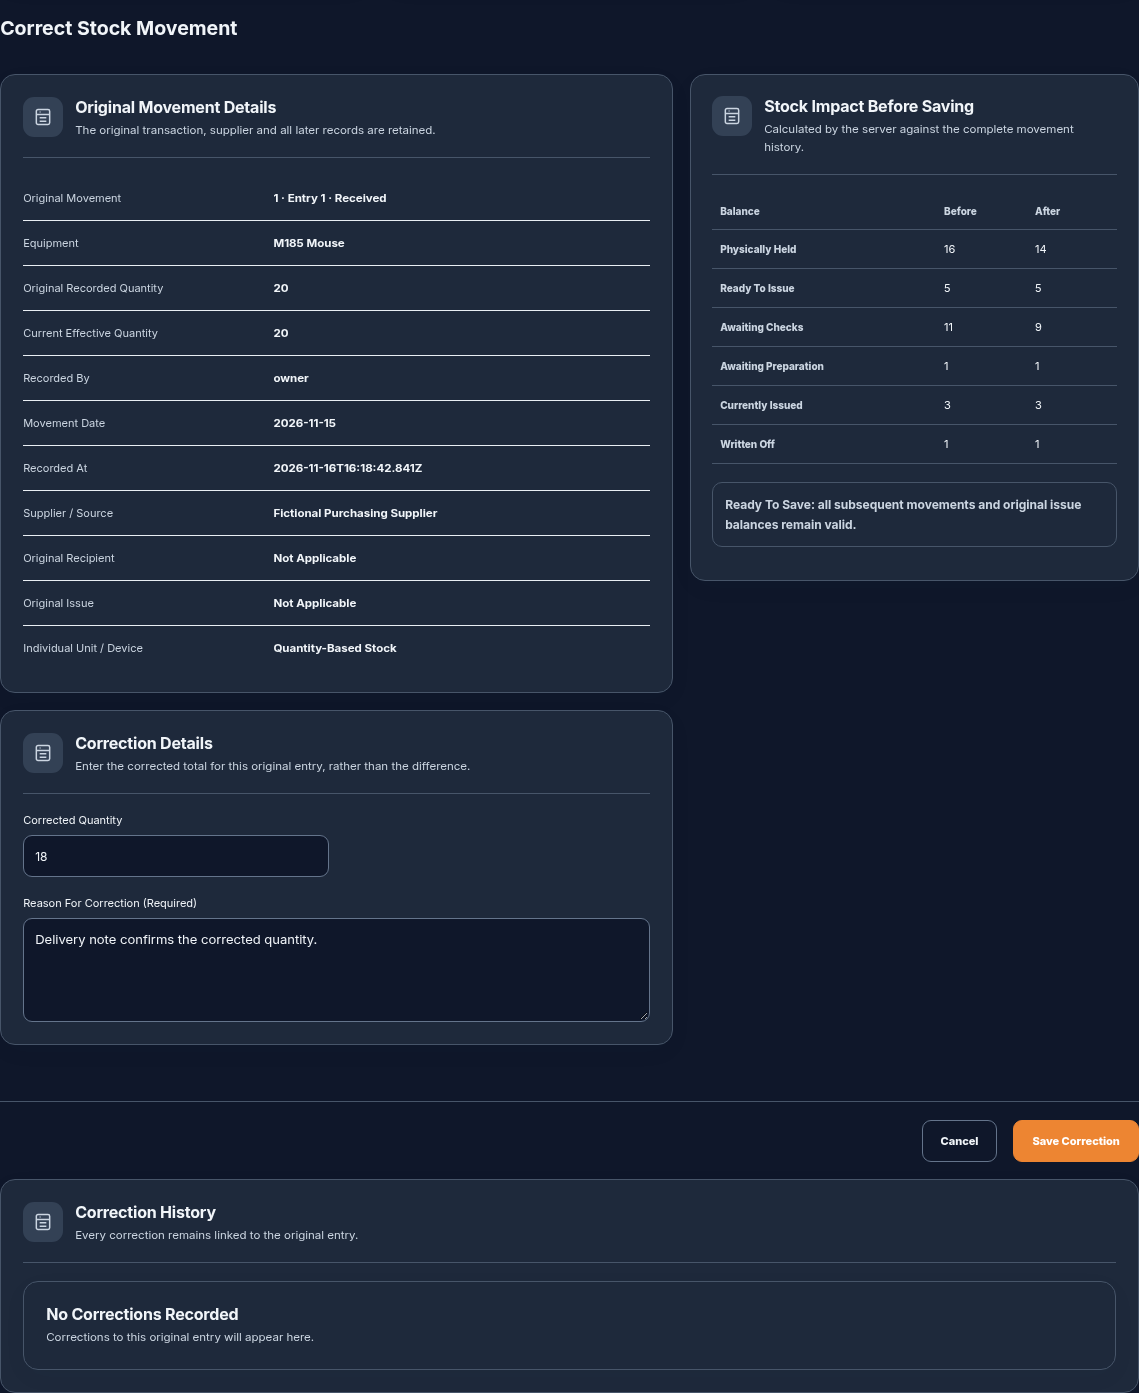 Correct Stock Movement
Original Movement Details
The original transaction, supplier and all later records are retained.
Original Movement 1 · Entry 1 · Received
Equipment M185 Mouse
Original Recorded Quantity 20
Current Effective Quantity 20
Recorded By owner
Movement Date 2026-11-15
Recorded At 2026-11-16T16:18:42.841Z
Supplier / Source Fictional Purchasing Supplier
Original Recipient Not Applicable
Original Issue Not Applicable
Individual Unit / Device Quantity-Based Stock
Stock Impact Before Saving
Calculated by the server against the complete movement
history.
Balance Before After
Physically Held 16 14
Ready To Issue 5 5
Awaiting Checks 11 9
Awaiting Preparation 1 1
Currently Issued 3 3
Written Off 1 1
Ready To Save: all subsequent movements and original issue
balances remain valid.
Correction Details
Enter the corrected total for this original entry, rather than the difference.
Corrected Quantity
18
Reason For Correction (Required)
Delivery note confirms the corrected quantity.
Cancel Save Correction
Correction History
Every correction remains linked to the original entry.
No Corrections Recorded
Corrections to this original entry will appear here.